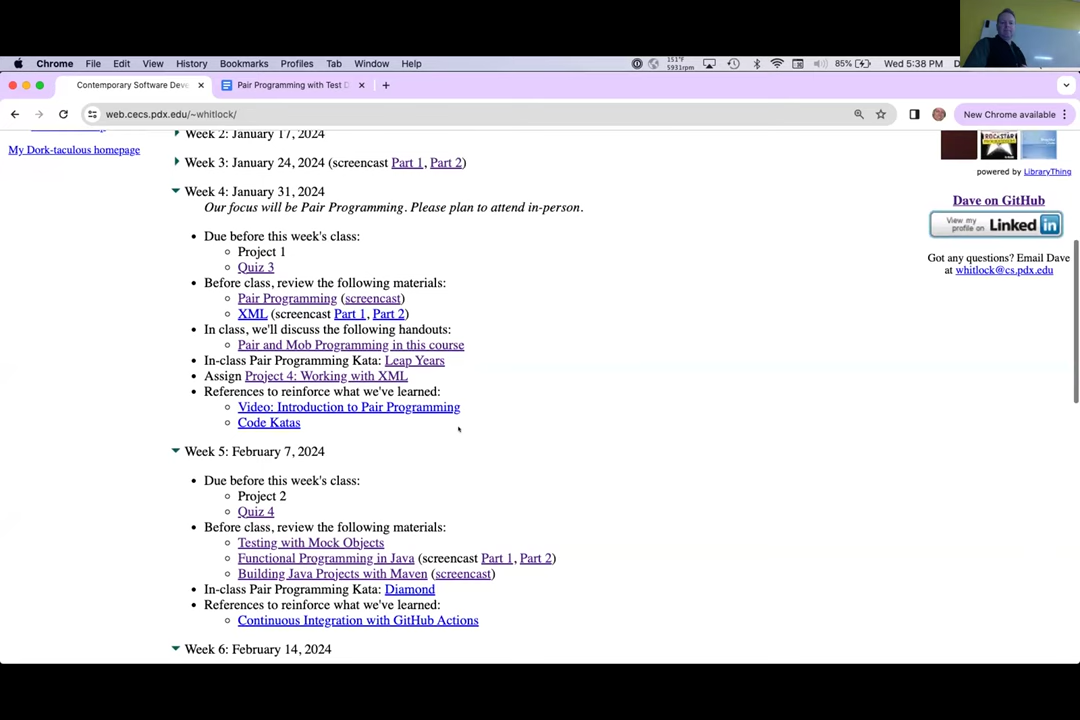 Chrome File Edit View History Bookmarks Profiles Tab Window Help
151°F
5931rpm
85%
Wed 5:38 PM
Contemporary Software Deve
Pair Programming with Test D
web.cecs.pdx.edu/~whitlock/
New Chrome available
My Dork-taculous homepage
Week 2: January 17, 2024
Week 3: January 24, 2024 (screencast Part 1, Part 2)
Week 4: January 31, 2024
Our focus will be Pair Programming. Please plan to attend in-person.
Due before this week's class:
Project 1
Quiz 3
Before class, review the following materials:
Pair Programming (screencast)
XML (screencast Part 1, Part 2)
In class, we'll discuss the following handouts:
Pair and Mob Programming in this course
In-class Pair Programming Kata: Leap Years
Assign Project 4: Working with XML
References to reinforce what we've learned:
Video: Introduction to Pair Programming
Code Katas
Week 5: February 7, 2024
Due before this week's class:
Project 2
Quiz 4
Before class, review the following materials:
Testing with Mock Objects
Functional Programming in Java (screencast Part 1, Part 2)
Building Java Projects with Maven (screencast)
In-class Pair Programming Kata: Diamond
References to reinforce what we've learned:
Continuous Integration with GitHub Actions
Week 6: February 14, 2024
ROCKSTAR
powered by LibraryThing
Dave on GitHub
View my
profile on LinkedIn
Got any questions? Email Dave
at whitlock@cs.pdx.edu